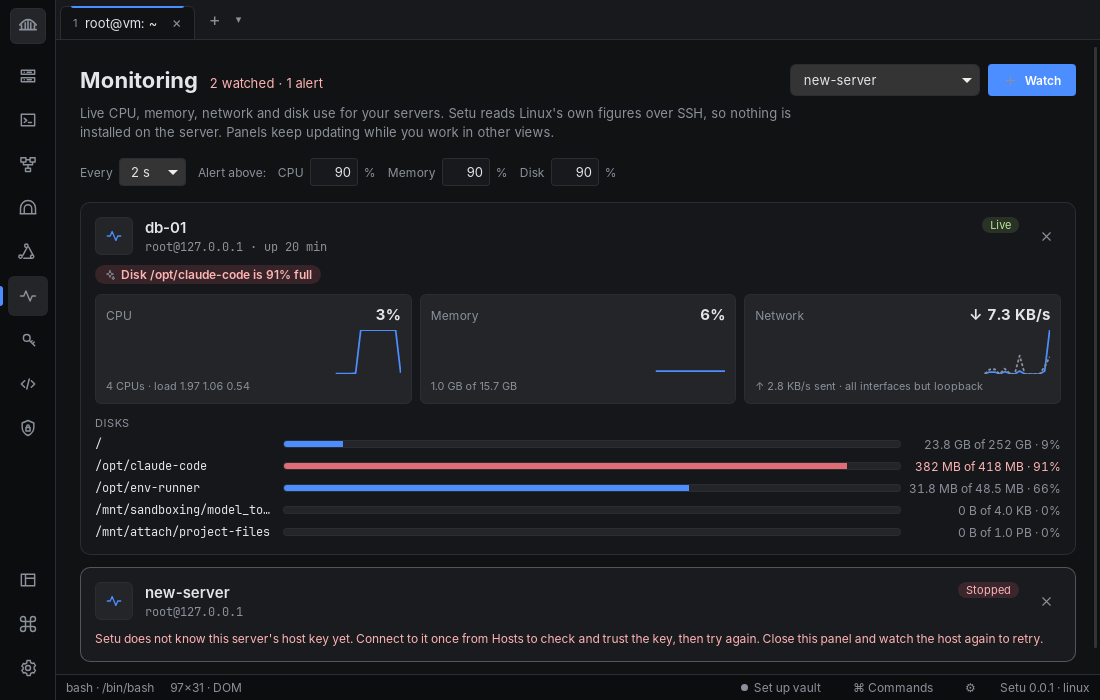 1 root@vm: ~ × + ▾
Monitoring 2 watched · 1 alert
new-server
+ Watch
Live CPU, memory, network and disk use for your servers. Setu reads Linux's own figures over SSH, so nothing is
installed on the server. Panels keep updating while you work in other views.
Every 2 s Alert above: CPU 90 % Memory 90 % Disk 90 %
db-01
Live
root@127.0.0.1 · up 20 min
Disk /opt/claude-code is 91% full
CPU 3%
4 CPUs · load 1.97 1.06 0.54
Memory 6%
1.0 GB of 15.7 GB
Network ↓ 7.3 KB/s
↑ 2.8 KB/s sent · all interfaces but loopback
DISKS
/ 23.8 GB of 252 GB · 9%
/opt/claude-code 382 MB of 418 MB · 91%
/opt/env-runner 31.8 MB of 48.5 MB · 66%
/mnt/sandboxing/model_to… 0 B of 4.0 KB · 0%
/mnt/attach/project-files 0 B of 1.0 PB · 0%
new-server
Stopped
root@127.0.0.1
Setu does not know this server's host key yet. Connect to it once from Hosts to check and trust the key, then try again. Close this panel and watch the host again to retry.
bash · /bin/bash 97×31 · DOM Set up vault ⌘ Commands ⚙ Setu 0.0.1 · linux